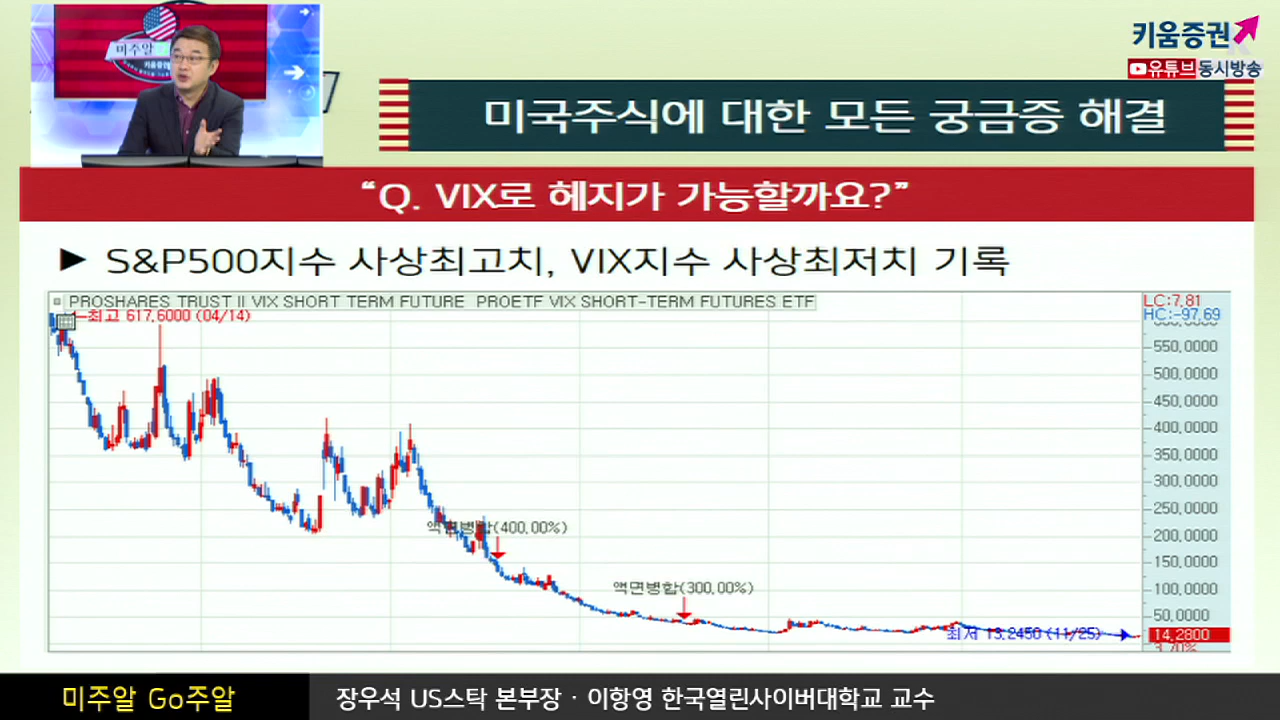 미주알
키움증권
유튜브 동시방송
미국주식에 대한 모든 궁금증 해결
“Q. VIX로 헤지가 가능할까요?”
▶ S&P500지수 사상최고치, VIX지수 사상최저치 기록
PROSHARES TRUST II VIX SHORT TERM FUTURE PROETF VIX SHORT-TERM FUTURES ETF
LC:7.81
HC:-97.69
최고 617.6000 (04/14)
550.0000
500.0000
450.0000
400.0000
350.0000
300.0000
250.0000
200.0000
150.0000
100.0000
50.0000
액면병합(400.00%)
액면병합(300.00%)
최저 13.2450 (11/25)
14.2800
3.70%
미주알 Go주알
장우석 US스탁 본부장 · 이항영 한국열린사이버대학교 교수